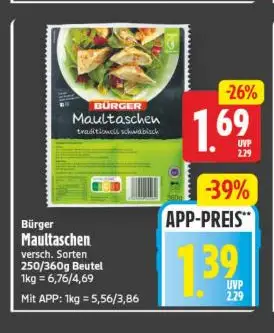 BÜRGER
Maultaschen
traditionell schwäbisch
-26%
1.69
UVP
2.29
-39%
APP-PREIS**
1.39
UVP
2.29
Bürger
Maultaschen
versch. Sorten
250/360g Beutel
1kg = 6,76/4,69
Mit APP: 1kg = 5,56/3,86